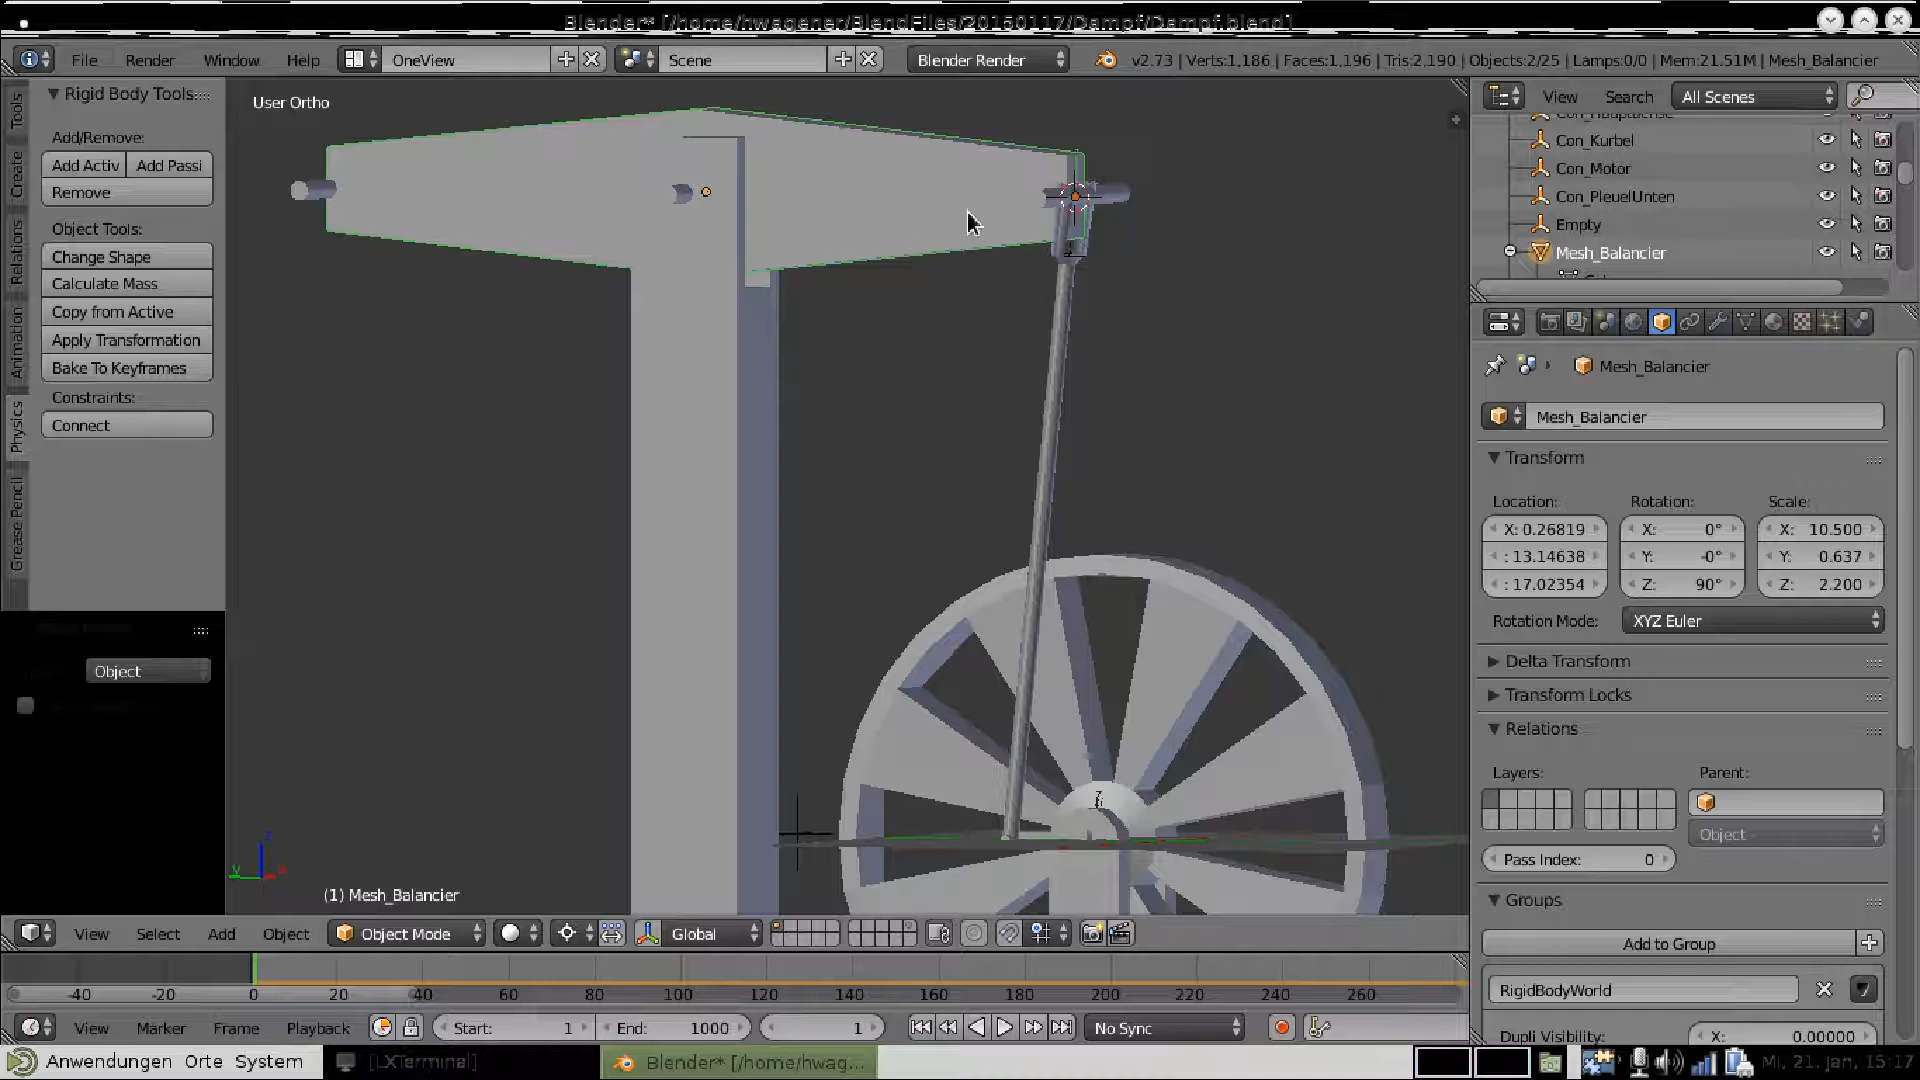 Blender* [/home/hwagener/BlendFiles/20150117/Dampf/Dampf.blend]
File Render Window Help OneView Scene Blender Render v2.73 | Verts:1,186 | Faces:1,196 | Tris:2,190 | Objects:2/25 | Lamps:0/0 | Mem:21.51M | Mesh_Balancier
Rigid Body Tools
Add/Remove:
Add Activ Add Passi
Remove
Object Tools:
Change Shape
Calculate Mass
Copy from Active
Apply Transformation
Bake To Keyframes
Constraints:
Connect
Tools
Create
Relations
Animation
Physics
Grease Pencil
Object
User Ortho
(1) Mesh_Balancier
View Search All Scenes
Con_Hauptachse
Con_Kurbel
Con_Motor
Con_PleuelUnten
Empty
Mesh_Balancier
Mesh_Balancier
Mesh_Balancier
Transform
Location: Rotation: Scale:
X: 0.26819 X: 0° X: 10.500
: 13.14638 Y: -0° Y: 0.637
: 17.02354 Z: 90° Z: 2.200
Rotation Mode: XYZ Euler
Delta Transform
Transform Locks
Relations
Layers: Parent:
Object
Pass Index: 0
Groups
Add to Group
RigidBodyWorld
Dupli Visibility: X: 0.00000
View Select Add Object Object Mode Global
-40 -20 0 20 40 60 80 100 120 140 160 180 200 220 240 260
View Marker Frame Playback Start: 1 End: 1000 1 No Sync
Anwendungen Orte System [LXTerminal] Blender* [/home/hwag... Mi, 21. Jan, 15:17